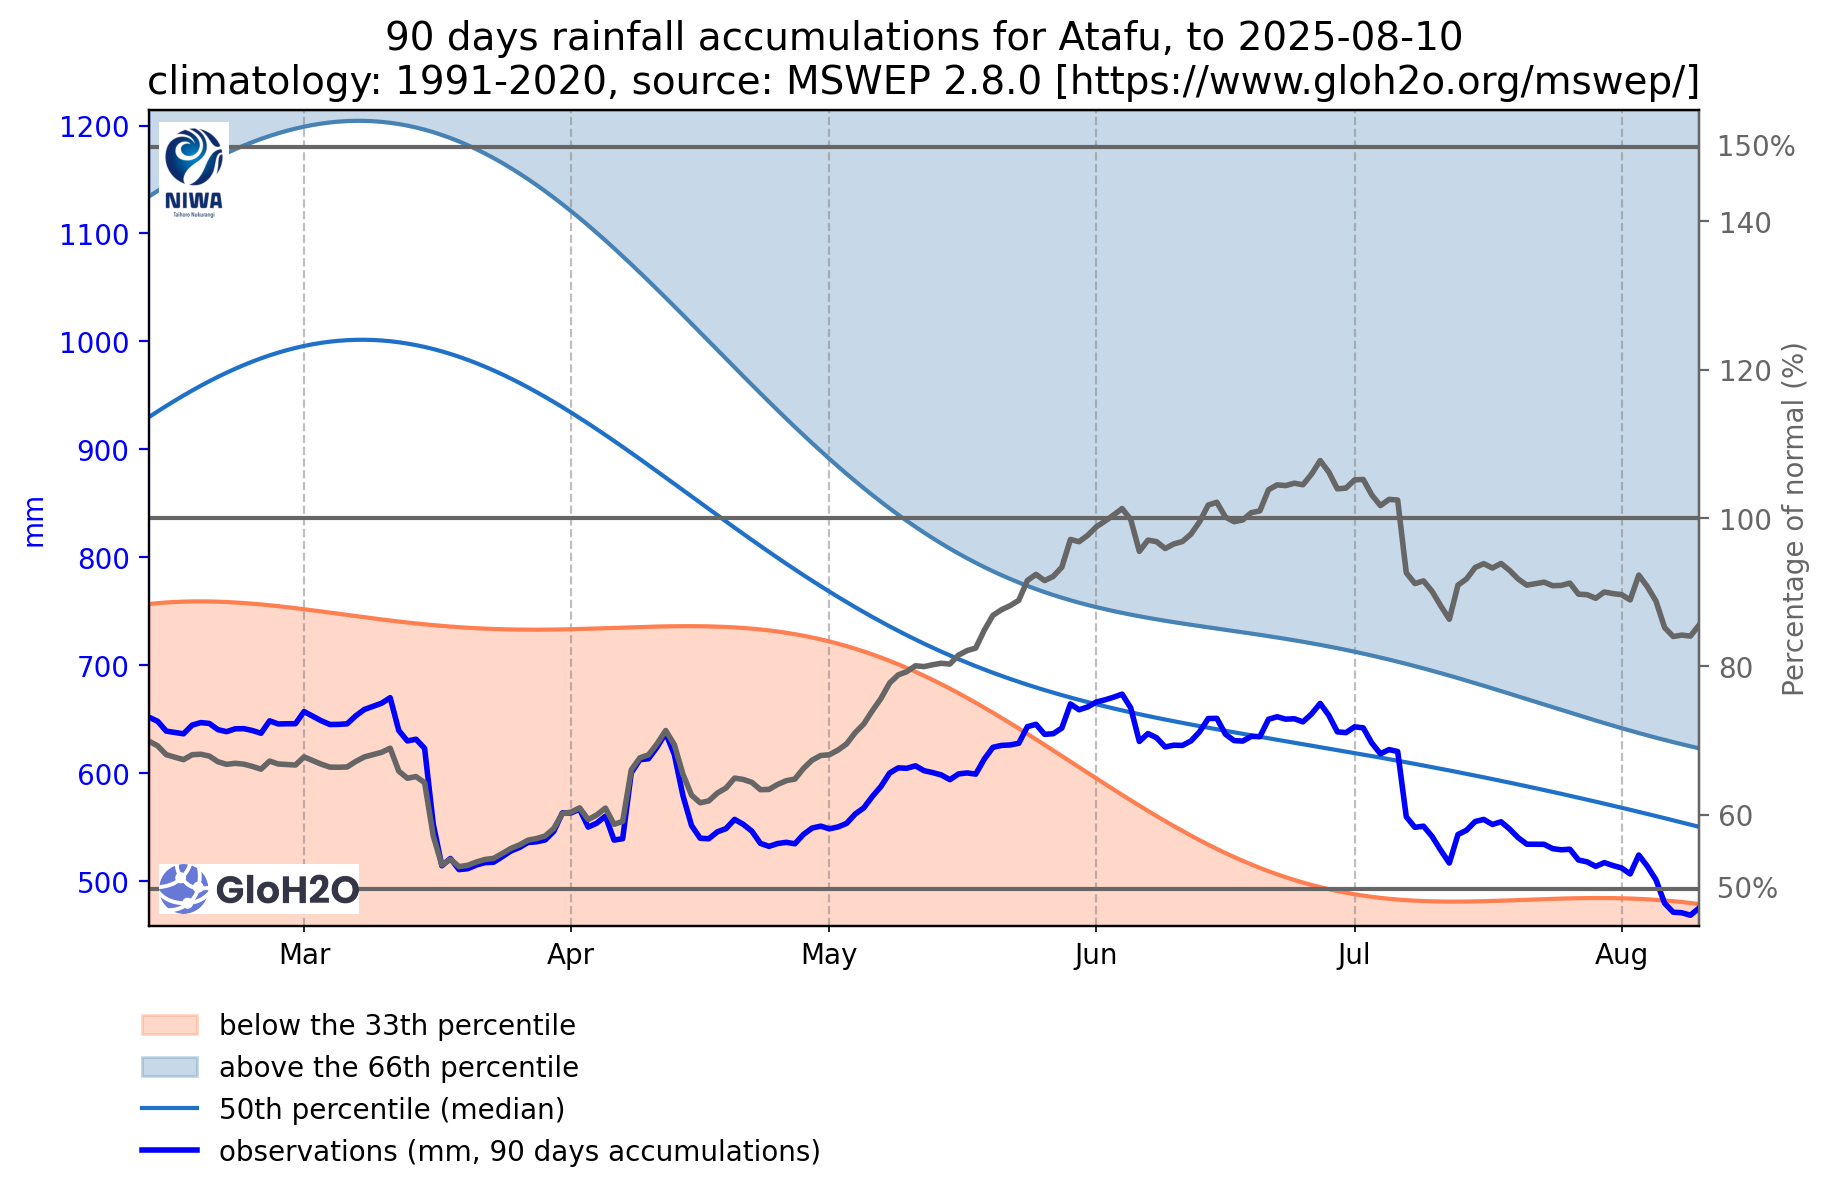 90 days rainfall accumulations for Atafu, to 2025-08-10
climatology: 1991-2020, source: MSWEP 2.8.0 [https://www.gloh2o.org/mswep/]
1200
1100
1000
900
800
700
600
500
mm
150%
140
120
100
80
60
50%
Percentage of normal (%)
NIWA
Taihoro Nukurangi
GloH2O
Mar
Apr
May
Jun
Jul
Aug
below the 33th percentile
above the 66th percentile
50th percentile (median)
observations (mm, 90 days accumulations)